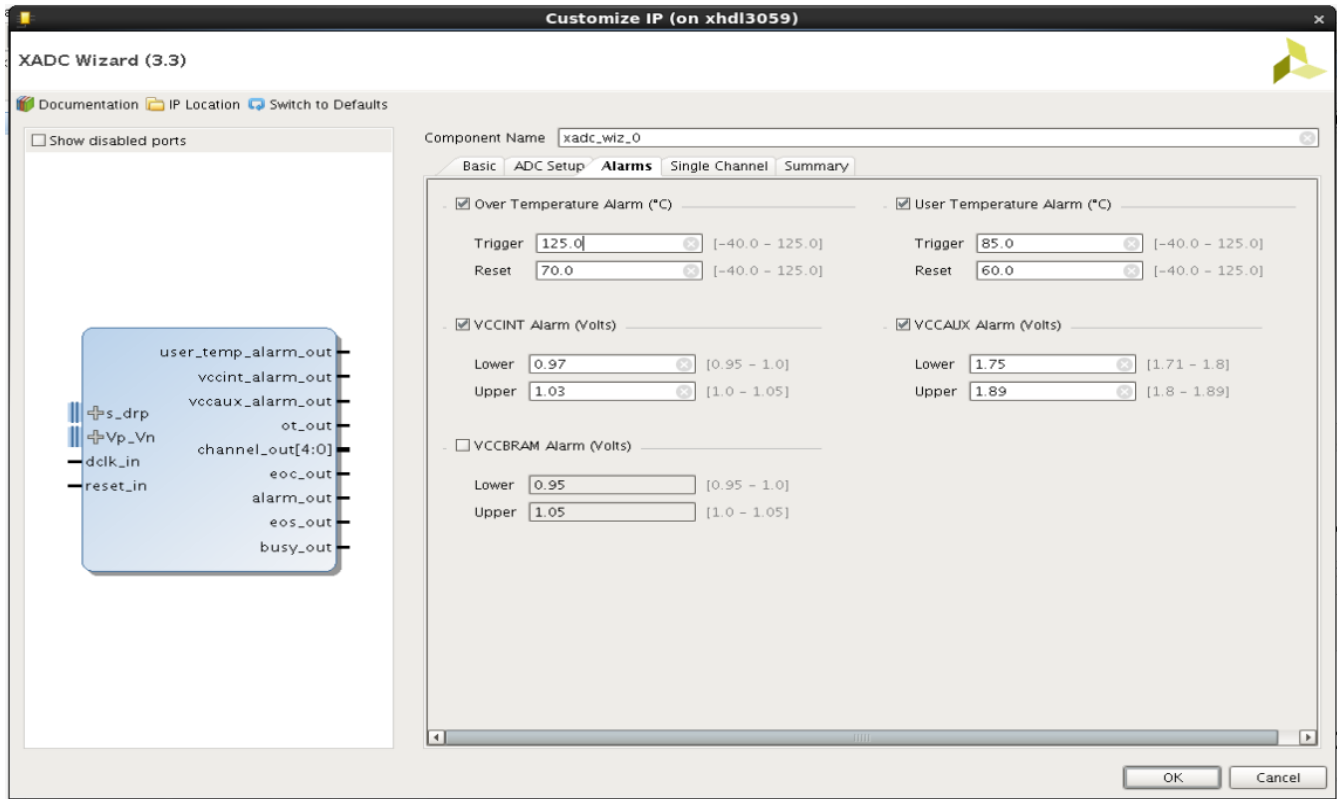 Customize IP (on xhdl3059)
XADC Wizard (3.3)
Documentation IP Location Switch to Defaults
Show disabled ports
user_temp_alarm_out
vccint_alarm_out
vccaux_alarm_out
s_drp
ot_out
Vp_Vn
channel_out[4:0]
dclk_in
eoc_out
reset_in
alarm_out
eos_out
busy_out
Component Name xadc_wiz_0
Basic ADC Setup Alarms Single Channel Summary
Over Temperature Alarm (°C)
Trigger 125.0 [-40.0 - 125.0]
Reset 70.0 [-40.0 - 125.0]
User Temperature Alarm (°C)
Trigger 85.0 [-40.0 - 125.0]
Reset 60.0 [-40.0 - 125.0]
VCCINT Alarm (Volts)
Lower 0.97 [0.95 - 1.0]
Upper 1.03 [1.0 - 1.05]
VCCAUX Alarm (Volts)
Lower 1.75 [1.71 - 1.8]
Upper 1.89 [1.8 - 1.89]
VCCBRAM Alarm (Volts)
Lower 0.95 [0.95 - 1.0]
Upper 1.05 [1.0 - 1.05]
OK Cancel